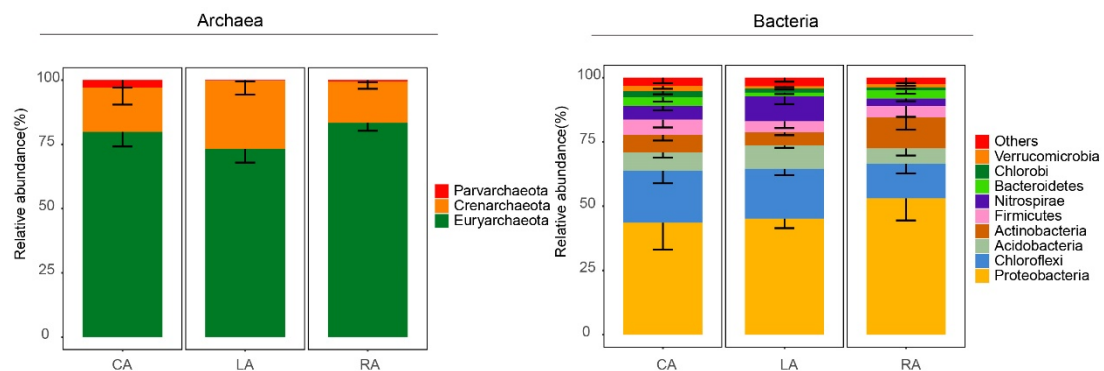 Archaea
Relative abundance(%)
100
75
50
25
0
CA
LA
RA
Parvarchaeota
Crenarchaeota
Euryarchaeota
Bacteria
Relative abundance(%)
100
75
50
25
0
CA
LA
RA
Others
Verrucomicrobia
Chlorobi
Bacteroidetes
Nitrospirae
Firmicutes
Actinobacteria
Acidobacteria
Chloroflexi
Proteobacteria